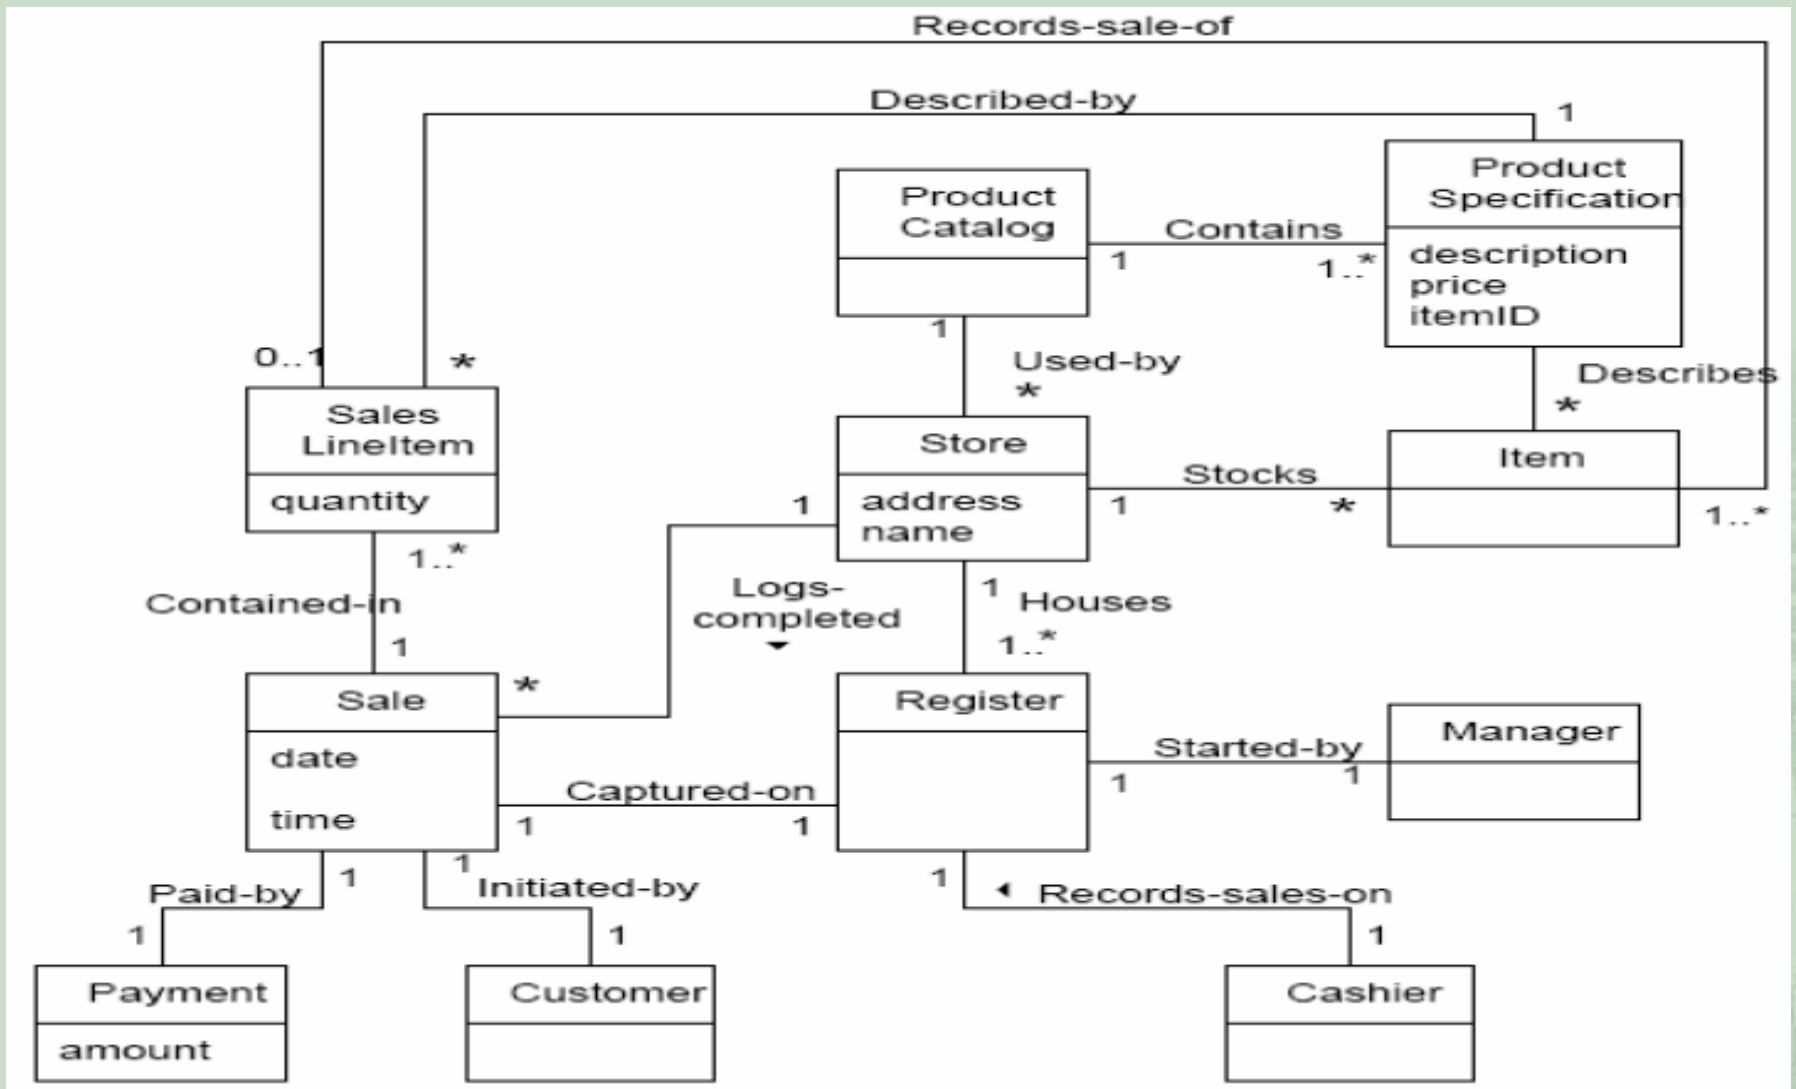 Records-sale-of
Described-by
1
Product
Specification
description
price
itemID
Product
Catalog
Contains
1
1..*
1
Used-by
*
Describes
*
0..1
*
Sales
LineItem
quantity
Store
address
name
Stocks
1
*
Item
1..*
1
1..*
Contained-in
1
Logs-
completed
1
Houses
1..*
Sale
date
time
*
Register
Started-by
1
1
Manager
Captured-on
1
1
Paid-by
1
1
1
Initiated-by
1
1
Records-sales-on
1
Payment
amount
Customer
Cashier